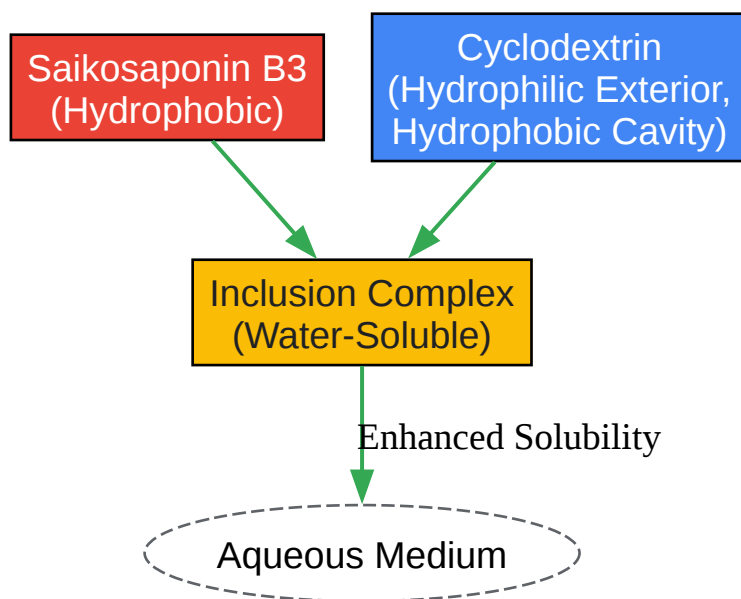 Saikosaponin B3
(Hydrophobic)
Cyclodextrin
(Hydrophilic Exterior,
Hydrophobic Cavity)
Inclusion Complex
(Water-Soluble)
Enhanced Solubility
Aqueous Medium